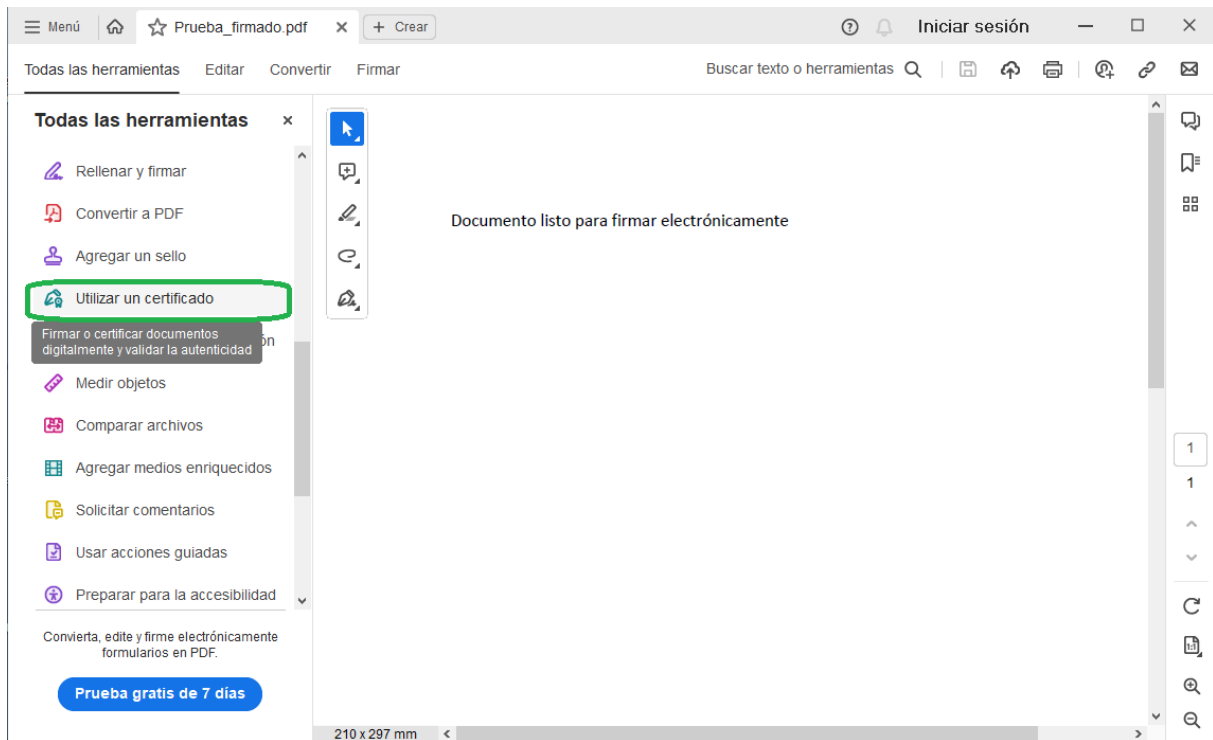 Menú
Prueba_firmado.pdf
+ Crear
Iniciar sesión
Todas las herramientas Editar Convertir Firmar
Buscar texto o herramientas
Todas las herramientas
Rellenar y firmar
Convertir a PDF
Agregar un sello
Utilizar un certificado
Firmar o certificar documentos
digitalmente y validar la autenticidad
ón
Medir objetos
Comparar archivos
Agregar medios enriquecidos
Solicitar comentarios
Usar acciones guiadas
Preparar para la accesibilidad
Convierta, edite y firme electrónicamente
formularios en PDF.
Prueba gratis de 7 días
Documento listo para firmar electrónicamente
210 x 297 mm
1
1
1:1